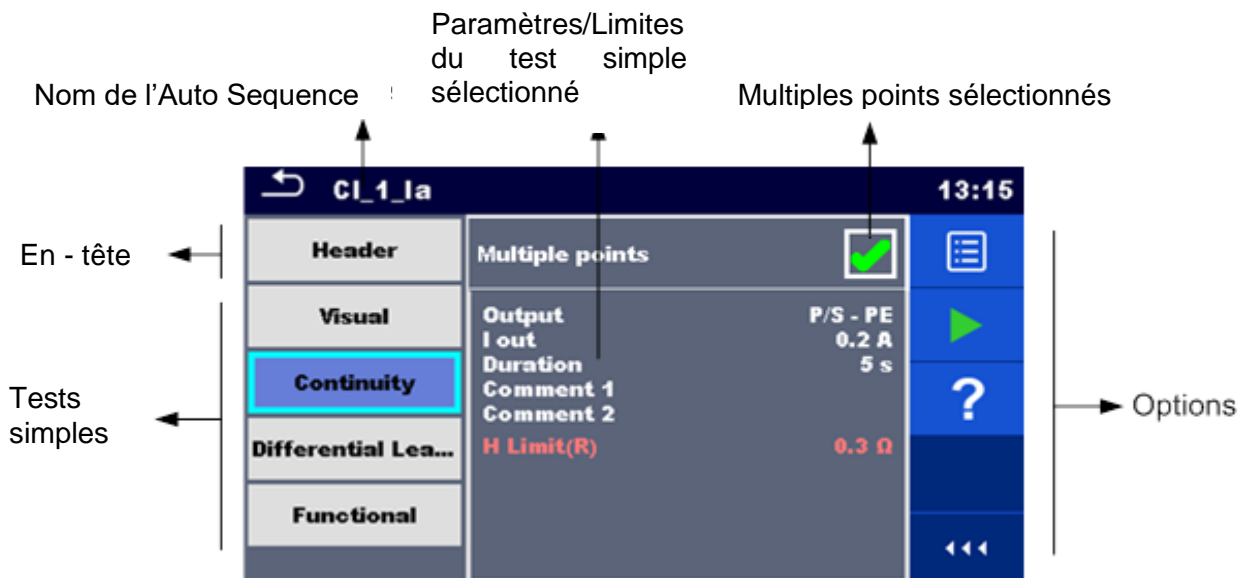 Paramètres/Limites
du test simple
sélectionné
Nom de l'Auto Sequence
Multiples points sélectionnés
Cl_1_Ia
13:15
En - tête
Header
Multiple points
Visual
Output P/S - PE
I out 0.2 A
Duration 5 s
Continuity
Comment 1
Comment 2
?
Tests
simples
Options
Differential Lea...
H Limit(R) 0.3 Ω
Functional